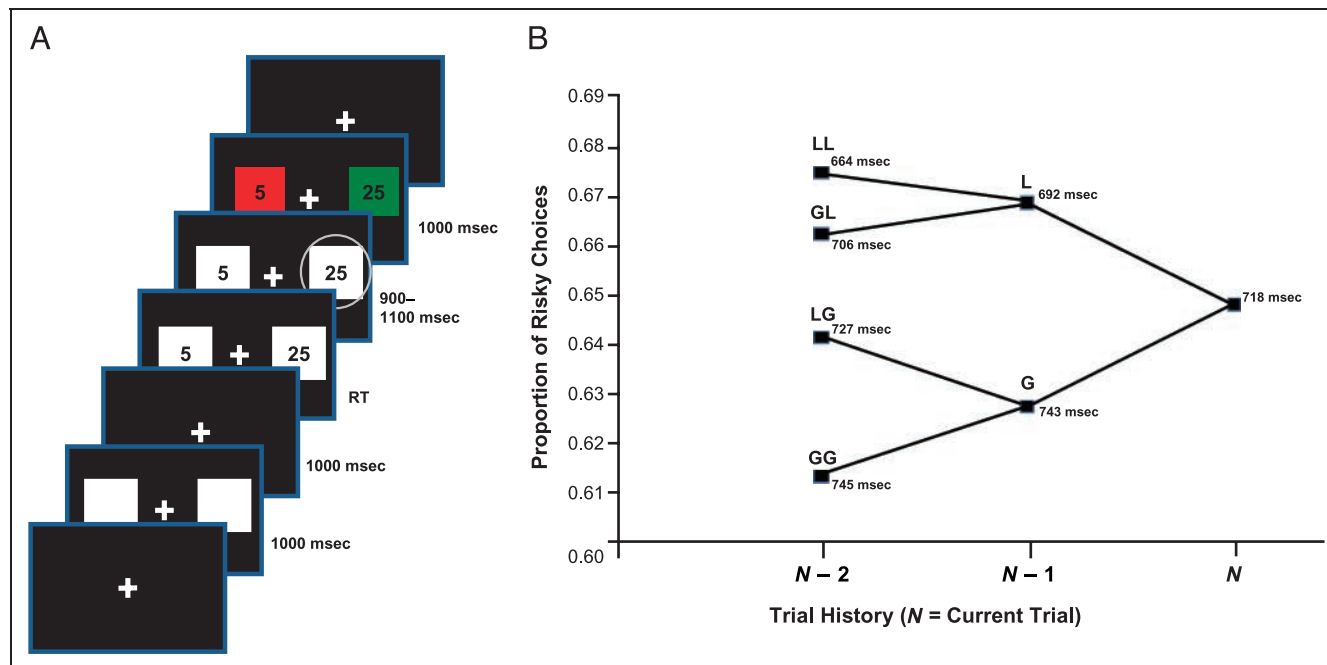 A
5
25
1000 msec
5
25
900–
1100 msec
5
25
RT
1000 msec
1000 msec
B
Proportion of Risky Choices
0.69
0.68
0.67
0.66
0.65
0.64
0.63
0.62
0.61
0.60
LL
664 msec
GL
706 msec
LG
727 msec
GG
745 msec
L
692 msec
G
743 msec
718 msec
N – 2
N – 1
N
Trial History (N = Current Trial)